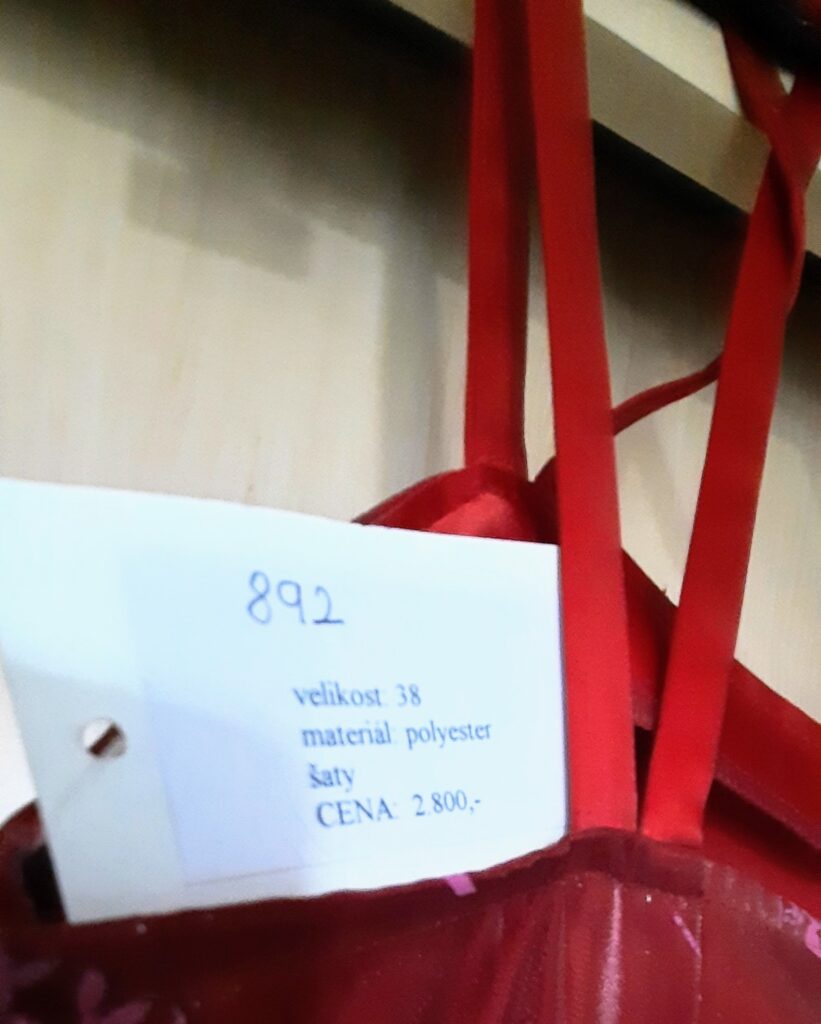 892
velikost: 38
materiál: polyester
šaty
CENA: 2.800,-